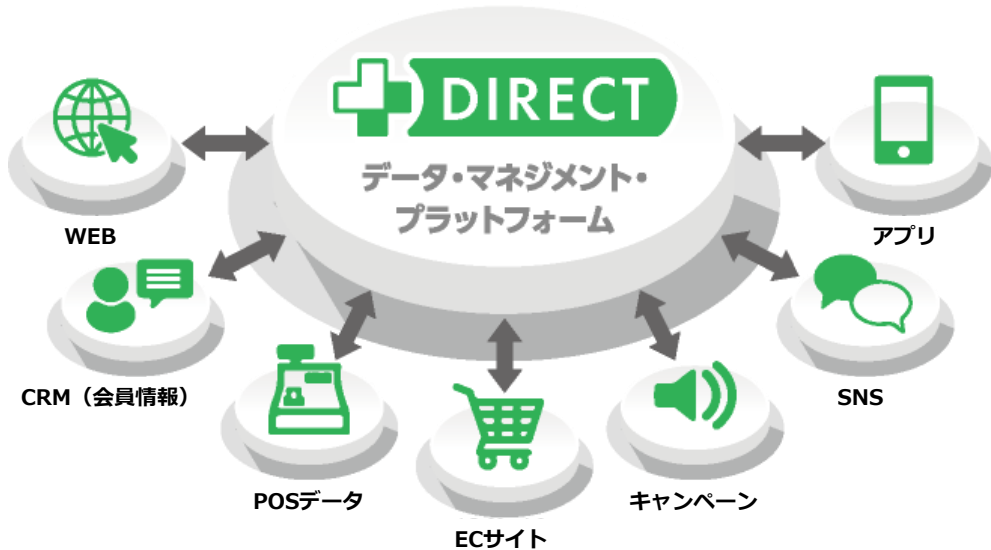 DIRECT
データ・マネジメント・
プラットフォーム
WEB
アプリ
CRM（会員情報）
SNS
POSデータ
キャンペーン
ECサイト